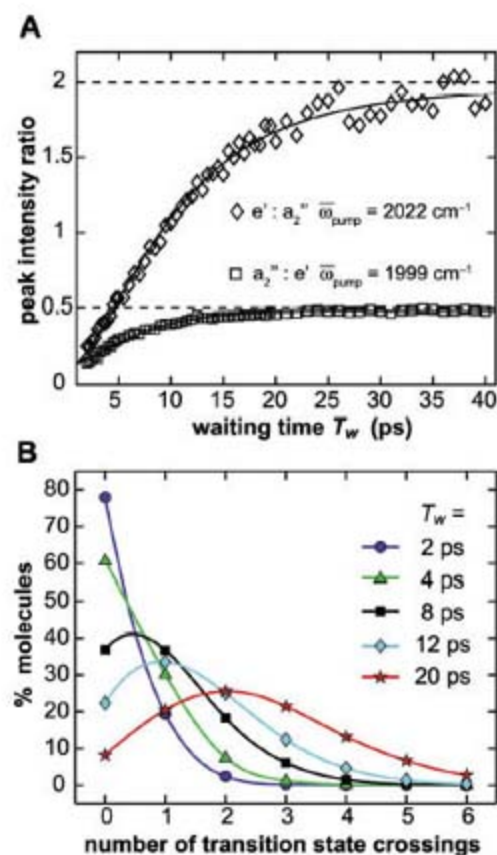 A
peak intensity ratio
2
1.5
1
0.5
0
e' : a₂'' ω̅pump = 2022 cm⁻¹
a₂'' : e' ω̅pump = 1999 cm⁻¹
5 10 15 20 25 30 35 40
waiting time Tw (ps)
B
% molecules
80
70
60
50
40
30
20
10
0
Tw =
2 ps
4 ps
8 ps
12 ps
20 ps
0 1 2 3 4 5 6
number of transition state crossings